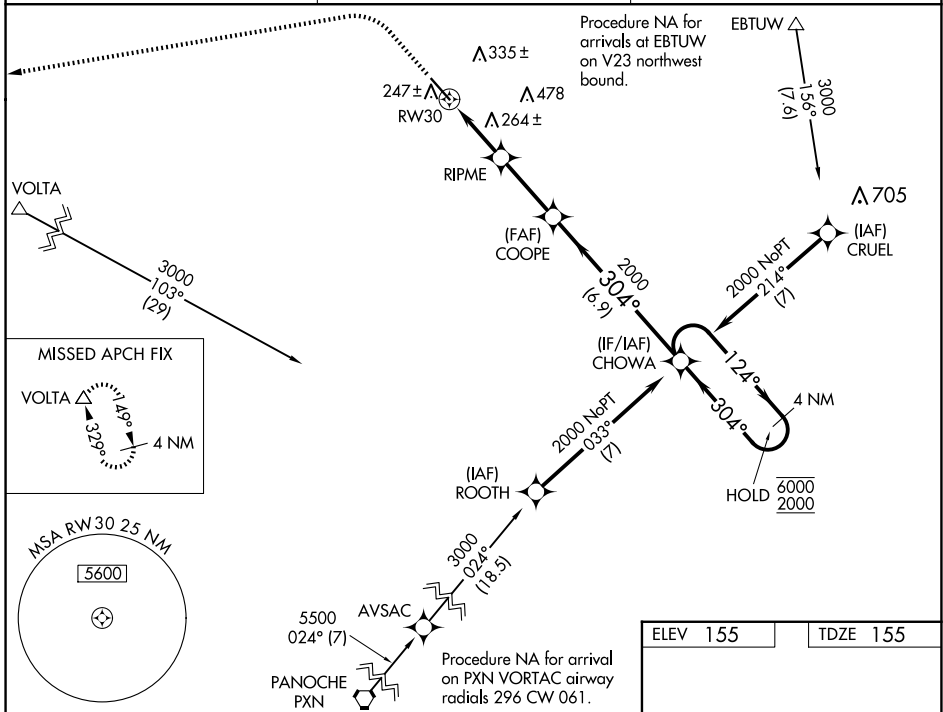 Procedure NA for
arrivals at EBTUW
on V23 northwest
bound.
EBTUW
3000
156°
(7.6)
335 ±
247 ±
478
264 ±
RW30
RIPME
VOLTA
3000
103°
(29)
705
(IAF)
CRUEL
2000 NoPT
214°
(7)
(FAF)
COOPE
2000
304°
(6.9)
(IF/IAF)
CHOWA
124°
304°
4 NM
HOLD
6000
2000
MISSED APCH FIX
VOLTA
149°
329°
4 NM
2000 NoPT
033°
(7)
(IAF)
ROOTH
3000
024°
(18.5)
MSA RW30 25 NM
5600
AVSAC
5500
024° (7)
PANOCHE
PXN
Procedure NA for arrival
on PXN VORTAC airway
radials 296 CW 061.
ELEV 155
TDZE 155